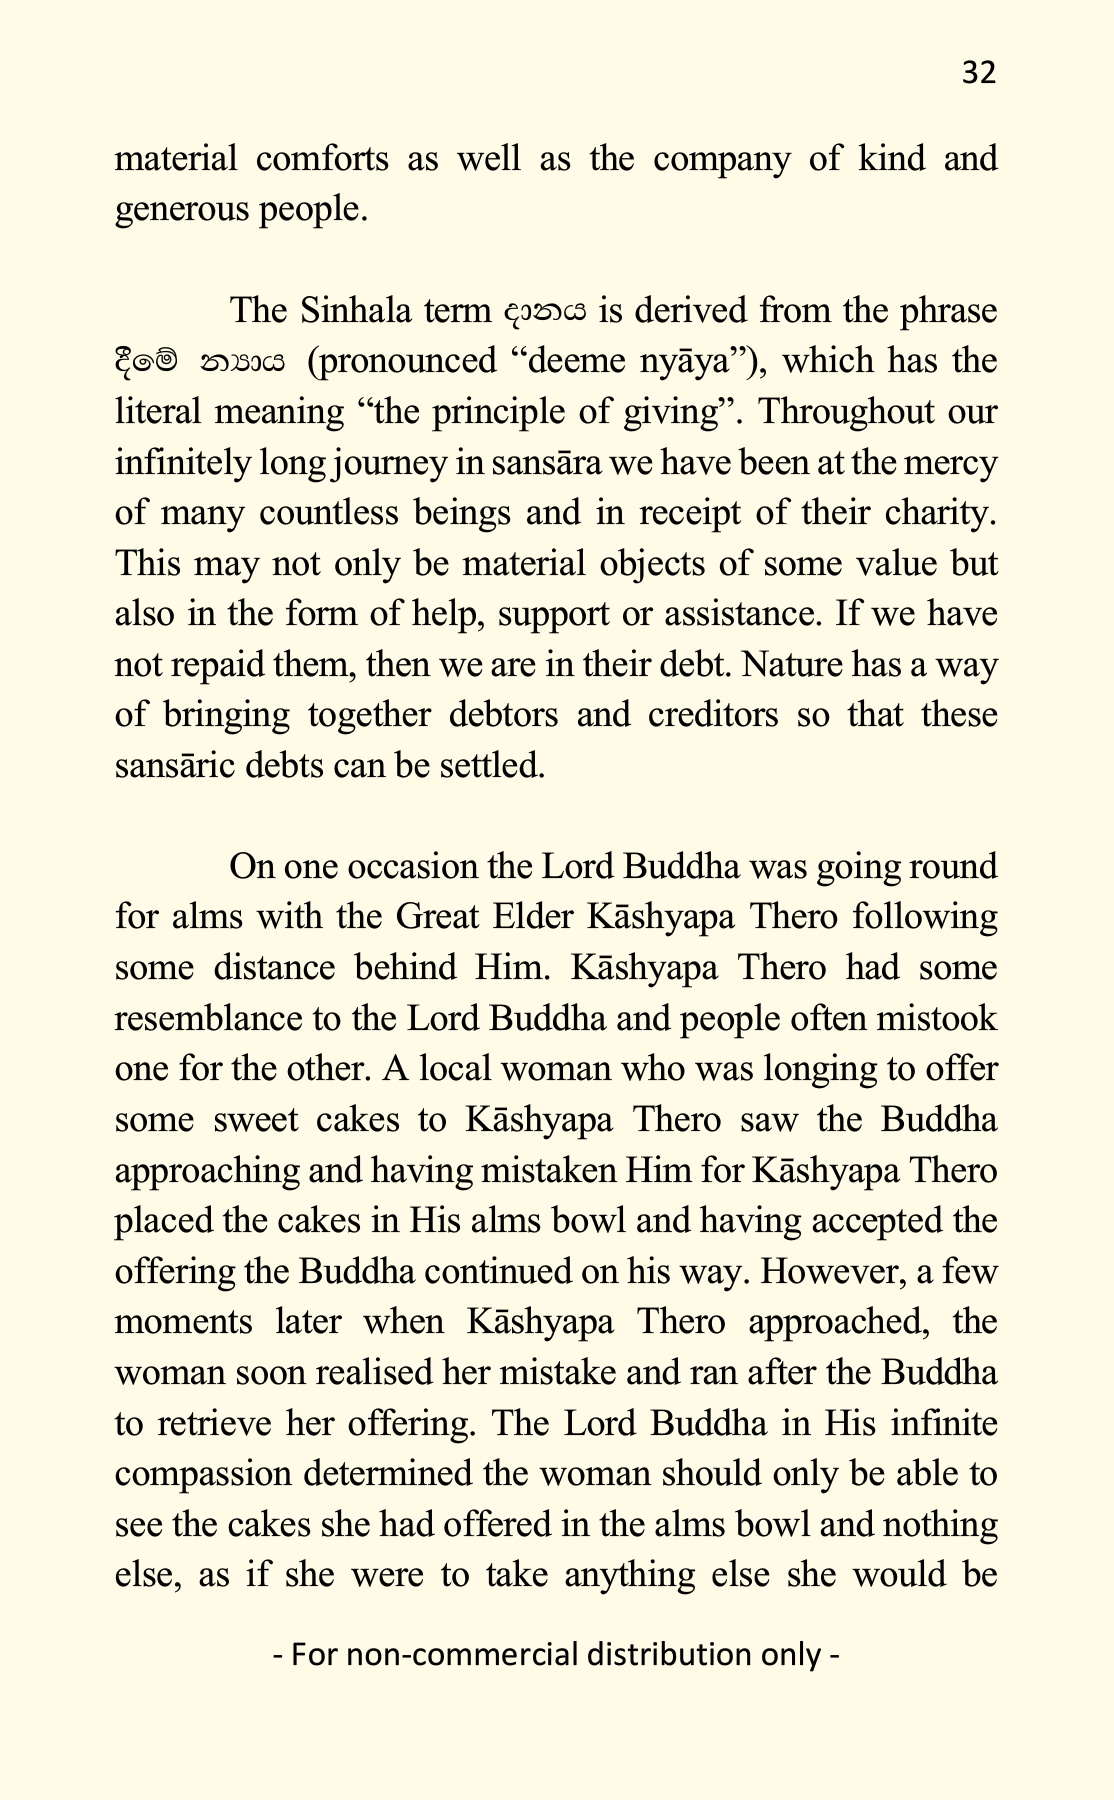 32
material comforts as well as the company of kind and
generous people.
The Sinhala term දානය is derived from the phrase
දීමේ න්‍යාය (pronounced “deeme nyāya”), which has the
literal meaning “the principle of giving”. Throughout our
infinitely long journey in sansāra we have been at the mercy
of many countless beings and in receipt of their charity.
This may not only be material objects of some value but
also in the form of help, support or assistance. If we have
not repaid them, then we are in their debt. Nature has a way
of bringing together debtors and creditors so that these
sansāric debts can be settled.
On one occasion the Lord Buddha was going round
for alms with the Great Elder Kāshyapa Thero following
some distance behind Him. Kāshyapa Thero had some
resemblance to the Lord Buddha and people often mistook
one for the other. A local woman who was longing to offer
some sweet cakes to Kāshyapa Thero saw the Buddha
approaching and having mistaken Him for Kāshyapa Thero
placed the cakes in His alms bowl and having accepted the
offering the Buddha continued on his way. However, a few
moments later when Kāshyapa Thero approached, the
woman soon realised her mistake and ran after the Buddha
to retrieve her offering. The Lord Buddha in His infinite
compassion determined the woman should only be able to
see the cakes she had offered in the alms bowl and nothing
else, as if she were to take anything else she would be
- For non-commercial distribution only -